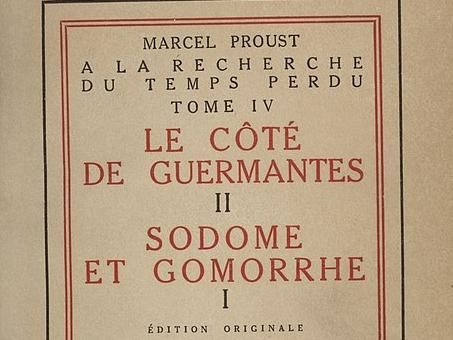 MARCEL PROUST
A LA RECHERCHE
DU TEMPS PERDU
TOME IV
LE CÔTÉ
DE GUERMANTES
II
SODOME
ET GOMORRHE
I
ÉDITION ORIGINALE